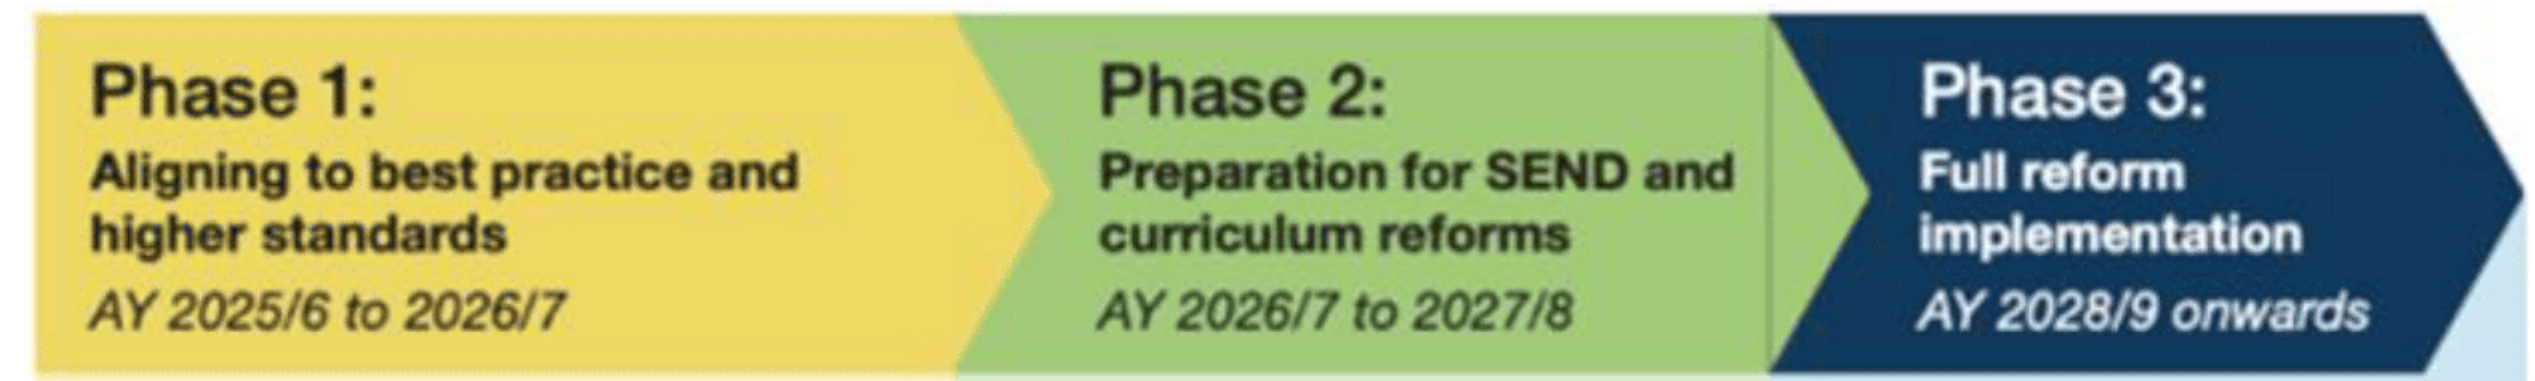 Phase 1:
Aligning to best practice and
higher standards
AY 2025/6 to 2026/7
Phase 2:
Preparation for SEND and
curriculum reforms
AY 2026/7 to 2027/8
Phase 3:
Full reform
implementation
AY 2028/9 onwards